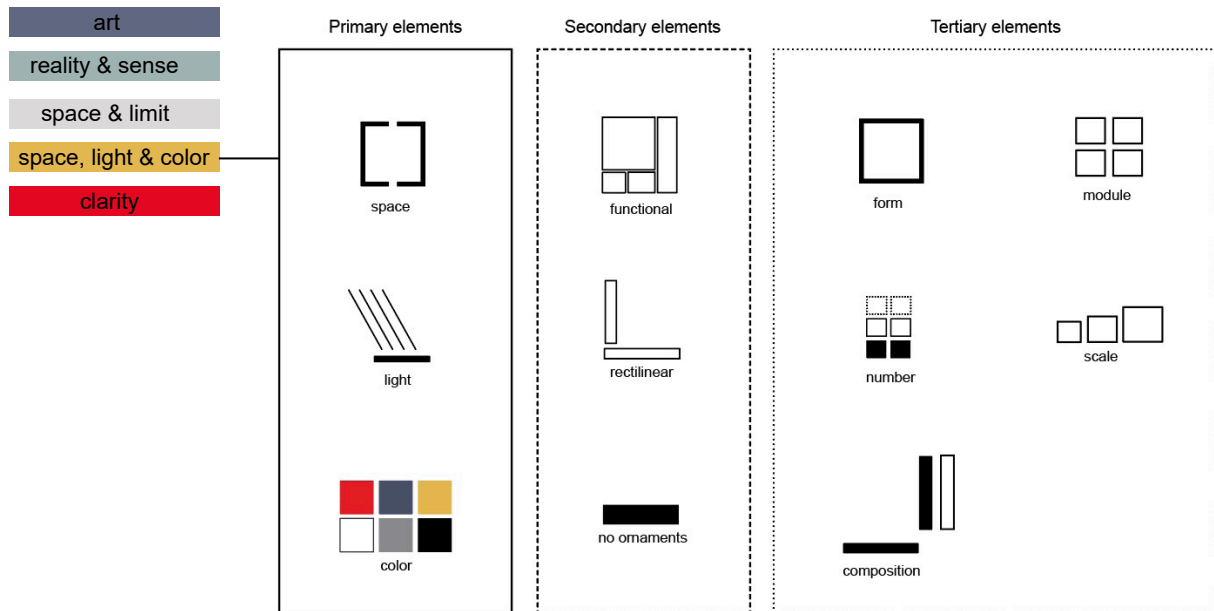 art
reality & sense
space & limit
space, light & color
clarity
Primary elements
space
light
color
Secondary elements
functional
rectilinear
no ornaments
Tertiary elements
form
module
number
scale
composition